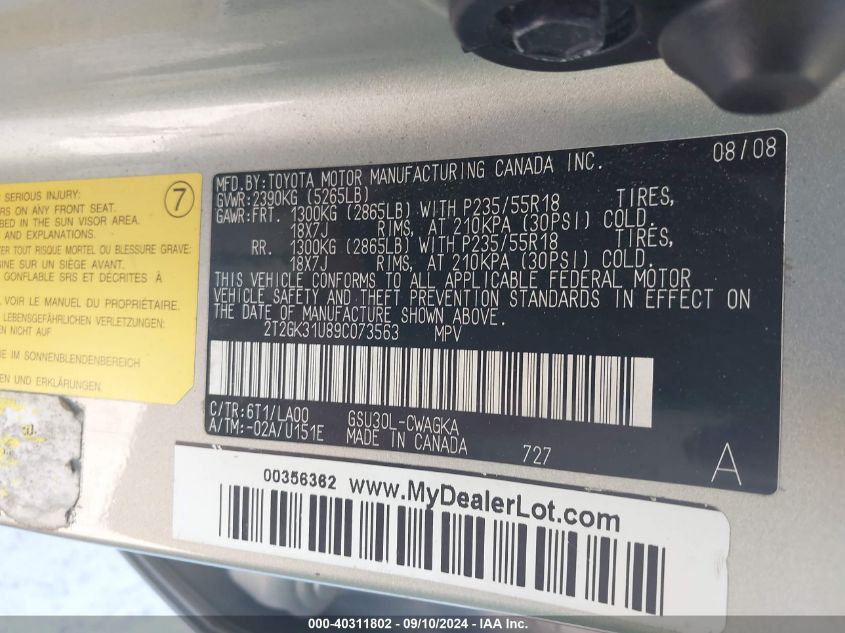 SERIOUS INJURY:
RS ON ANY FRONT SEAT.
BED IN THE SUN VISOR AREA.
AND EXPLANATIONS.
TER TOUT RISQUE MORTEL OU BLESSURE GRAVE:
GINE SUR UN SIÈGE AVANT.
GONFLABLE SRS ET DÉCRITES À
VOIR LE MANUEL DU PROPRIÉTAIRE.
LEBENSGEFÄHRLICHEN VERLETZUNGEN:
NICHT AUF
IE IM SONNENBLENDENBEREICH
ERKLÄRUNGEN.
7
MFD.BY:TOYOTA MOTOR MANUFACTURING CANADA INC. 08/08
GVWR:2390KG (5265LB)
GAWR:FRT. 1300KG (2865LB) WITH P235/55R18 TIRES,
18X7J RIMS, AT 210KPA (30PSI) COLD.
RR. 1300KG (2865LB) WITH P235/55R18 TIRES,
18X7J RIMS, AT 210KPA (30PSI) COLD.
THIS VEHICLE CONFORMS TO ALL APPLICABLE FEDERAL MOTOR
VEHICLE SAFETY AND THEFT PREVENTION STANDARDS IN EFFECT ON
THE DATE OF MANUFACTURE SHOWN ABOVE.
2T2GK31U89C073563 MPV
C/TR:6T1/LA00 GSU30L-CWAGKA
A/TM:-02A/U151E MADE IN CANADA 727 A
00356362 www.MyDealerLot.com
000-40311802 - 09/10/2024 - IAA Inc.